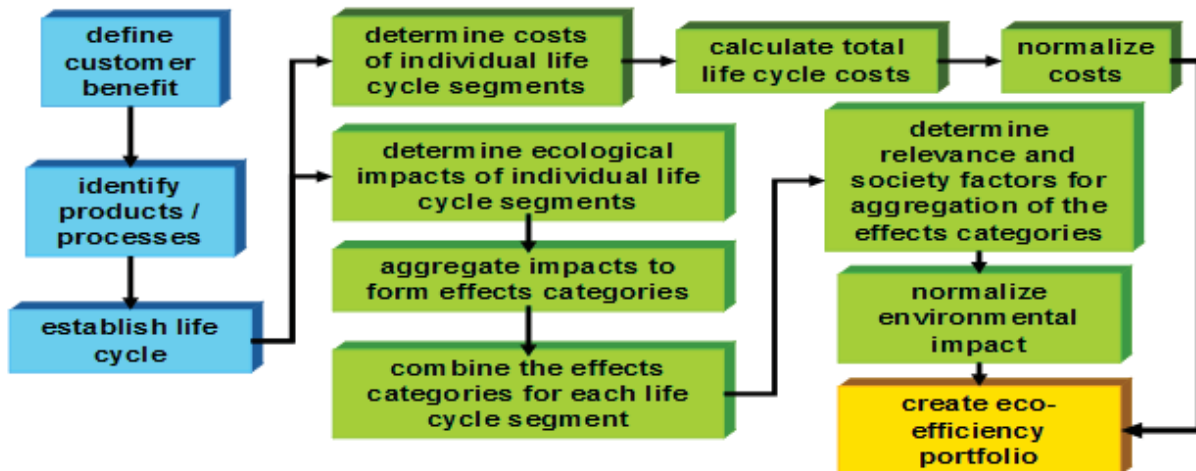 define
customer
benefit
identify
products /
processes
establish life
cycle
determine costs
of individual life
cycle segments
calculate total
life cycle costs
normalize
costs
determine ecological
impacts of individual life
cycle segments
aggregate impacts to
form effects categories
combine the effects
categories for each life
cycle segment
determine
relevance and
society factors for
aggregation of the
effects categories
normalize
environmental
impact
create eco-
efficiency
portfolio